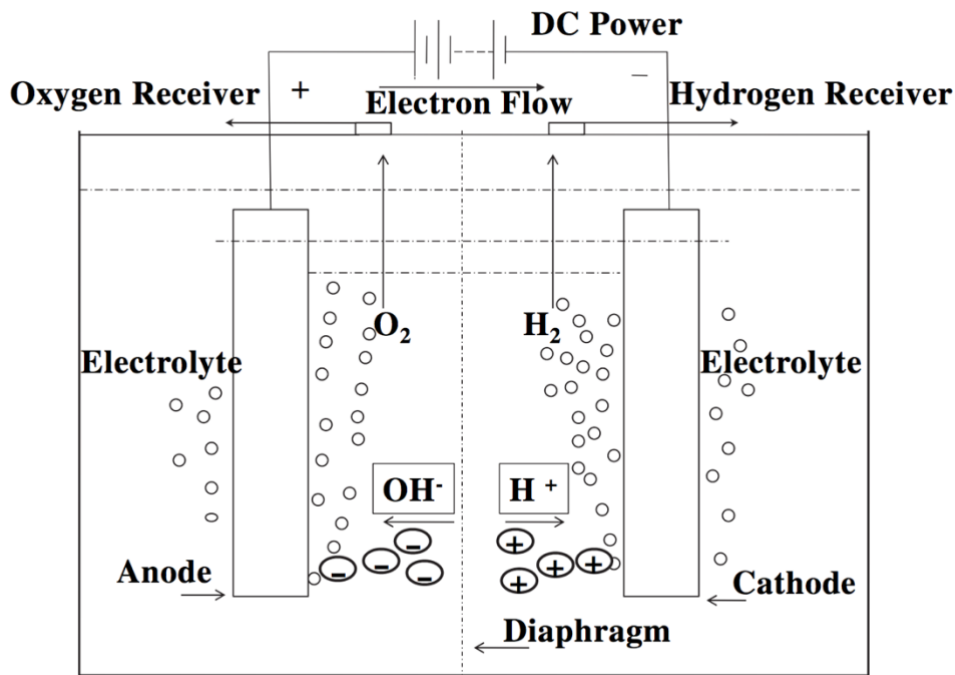 DC Power
Oxygen Receiver
+
−
Electron Flow
Hydrogen Receiver
O₂
H₂
Electrolyte
Electrolyte
OH⁻
H ⁺
- - - -
+ + + +
Anode
Cathode
Diaphragm